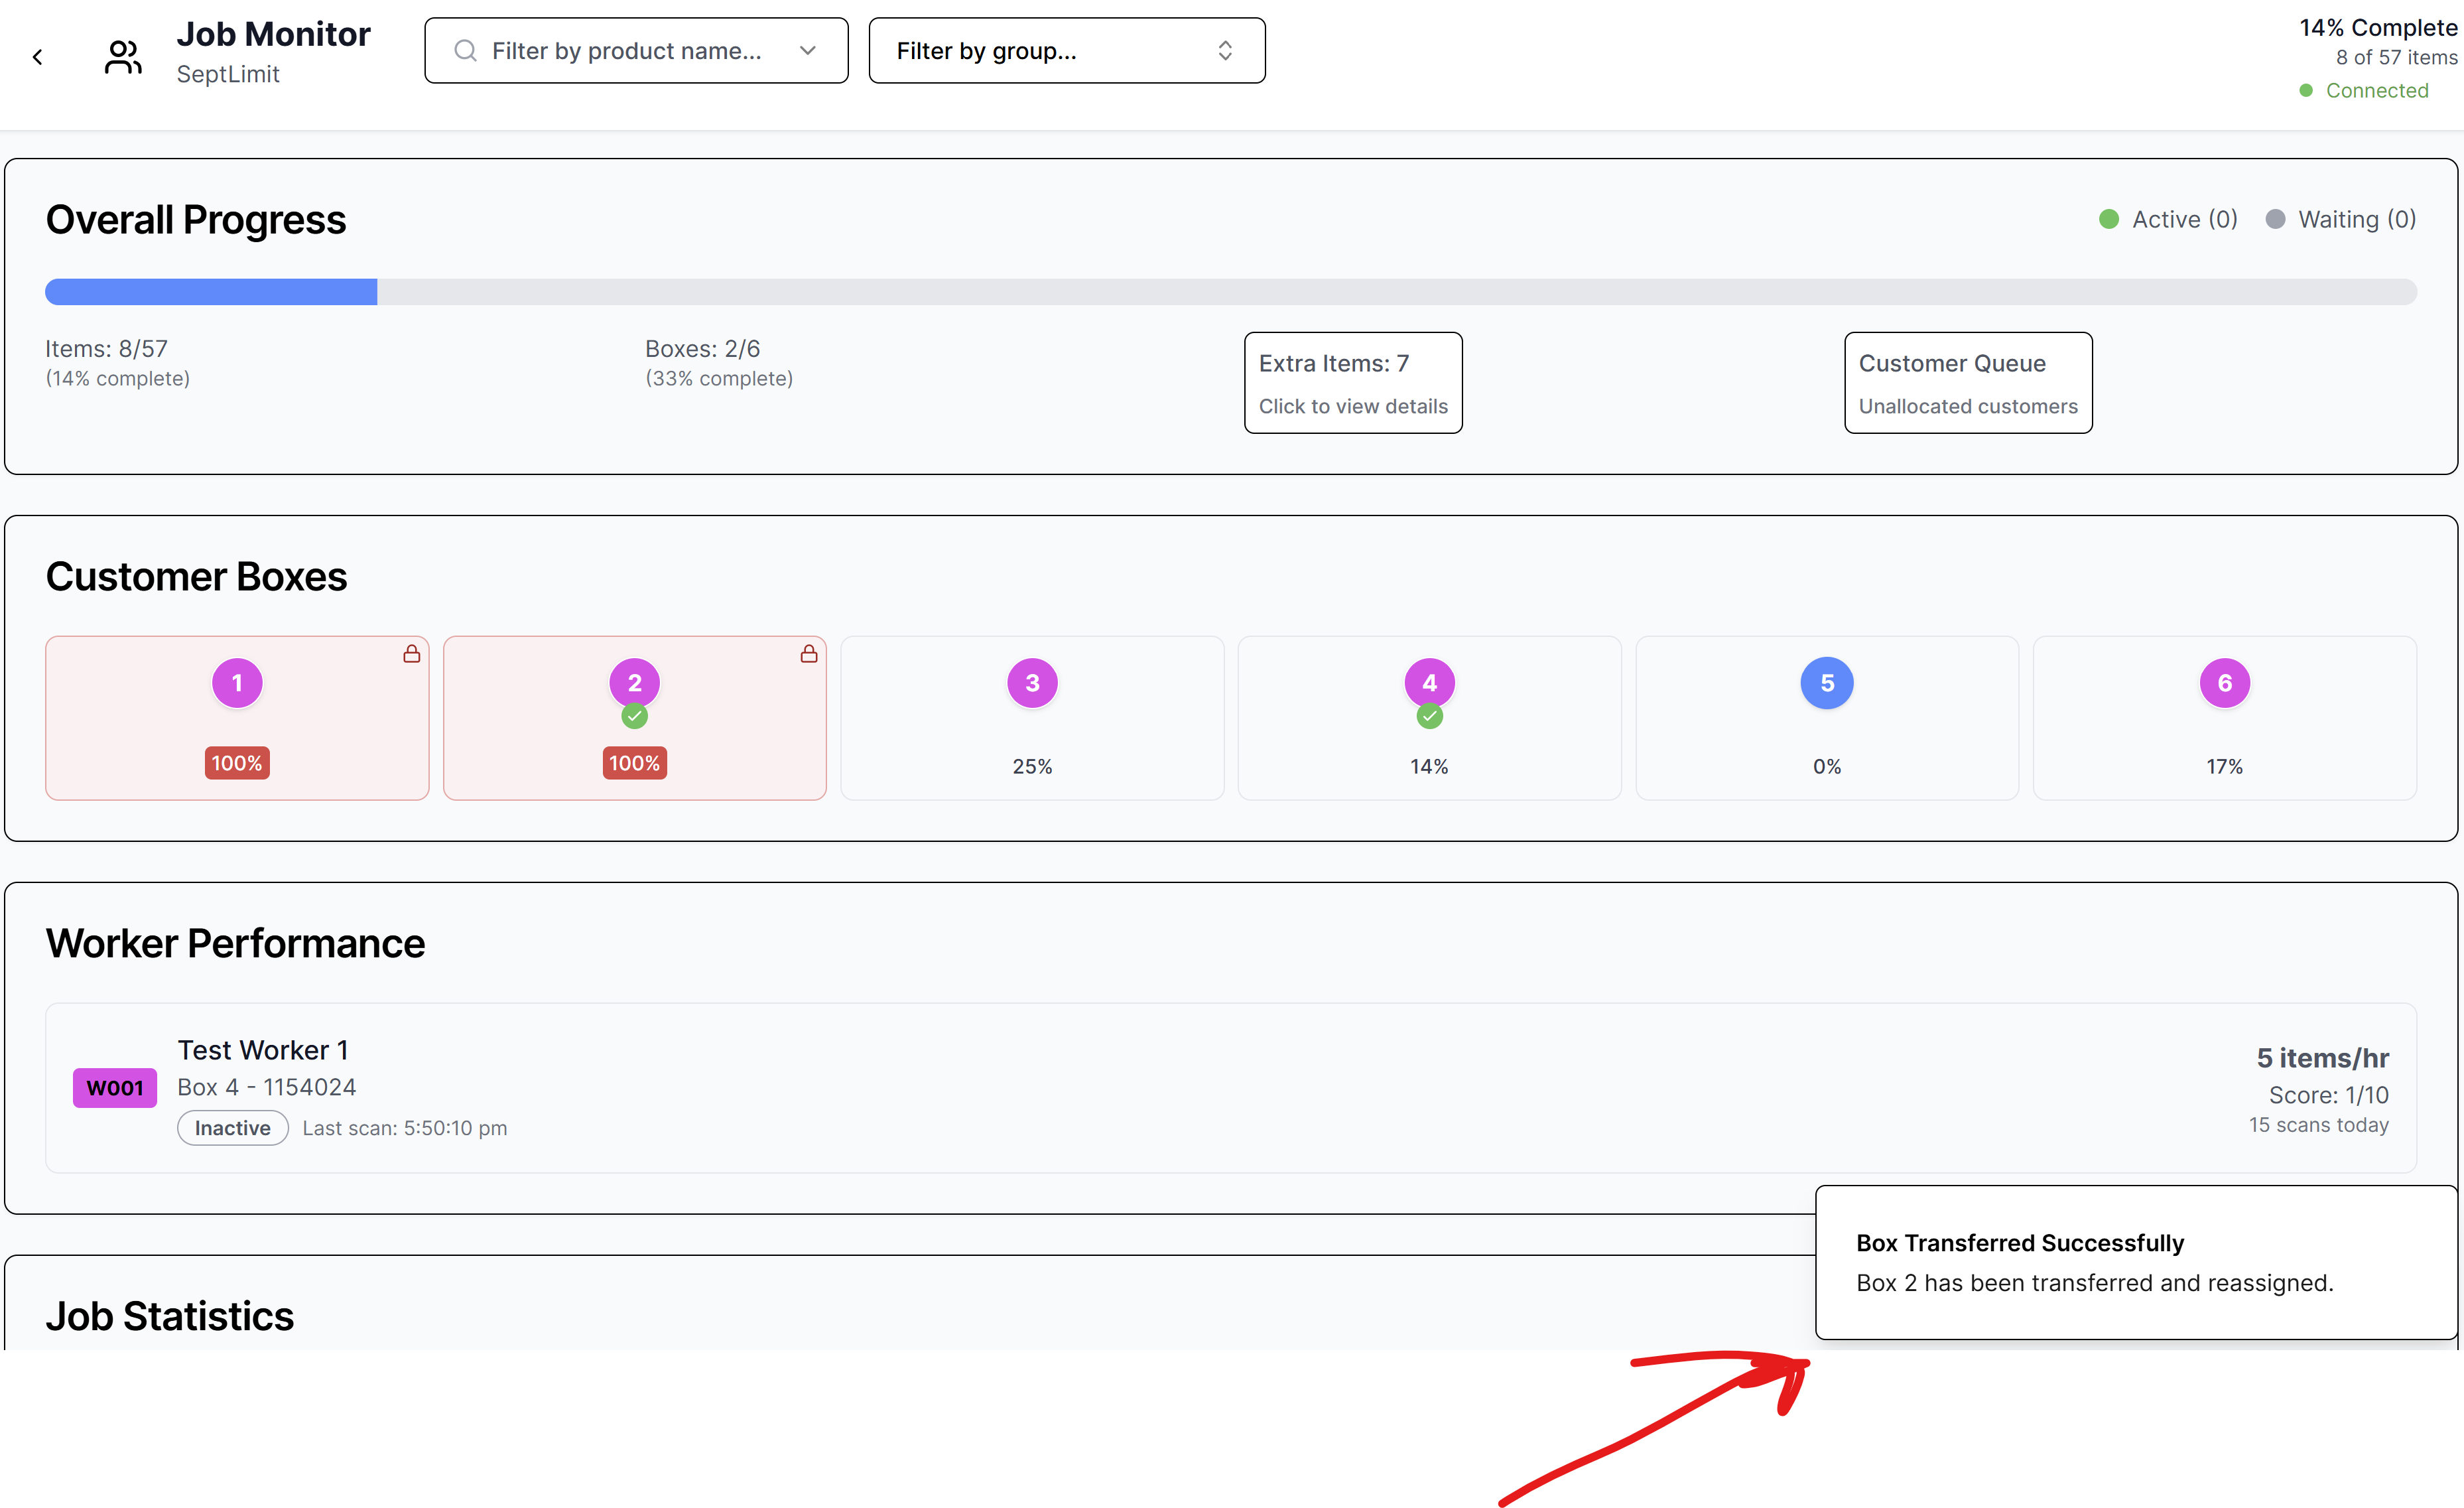 Job Monitor
SeptLimit
Filter by product name...
Filter by group...
14% Complete
8 of 57 items
Connected
Overall Progress
Active (0)
Waiting (0)
Items: 8/57
(14% complete)
Boxes: 2/6
(33% complete)
Extra Items: 7
Click to view details
Customer Queue
Unallocated customers
Customer Boxes
1
100%
2
100%
3
25%
4
14%
5
0%
6
17%
Worker Performance
W001
Test Worker 1
Box 4 - 1154024
Inactive
Last scan: 5:50:10 pm
5 items/hr
Score: 1/10
15 scans today
Box Transferred Successfully
Box 2 has been transferred and reassigned.
Job Statistics